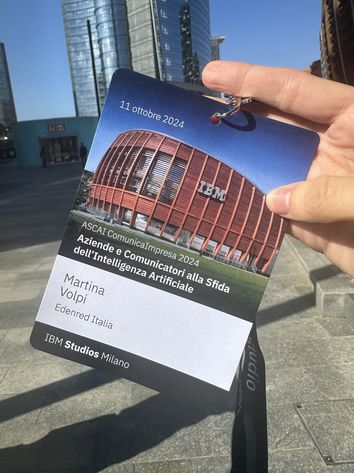 11 ottobre 2024
IBM
ASCAI ComunicaImpresa 2024
Aziende e Comunicatori alla Sfida
dell'Intelligenza Artificiale
Martina
Volpi
Edenred Italia
IBM Studios Milano